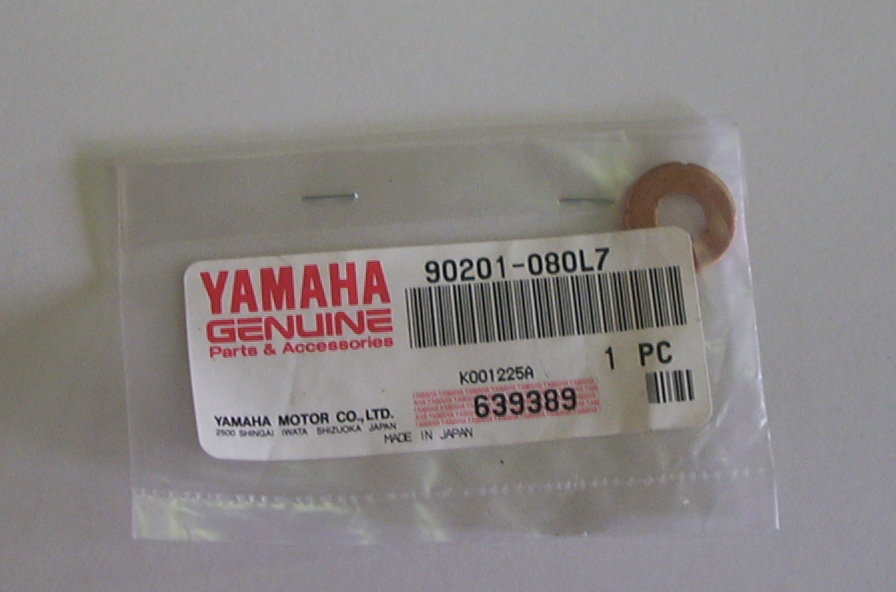 YAMAHA
GENUINE
Parts & Accessories
90201-080L7
1 PC
K001225A
639389
YAMAHA MOTOR CO., LTD.
2500 SHINGAI IWATA SHIZUOKA JAPAN
MADE IN JAPAN